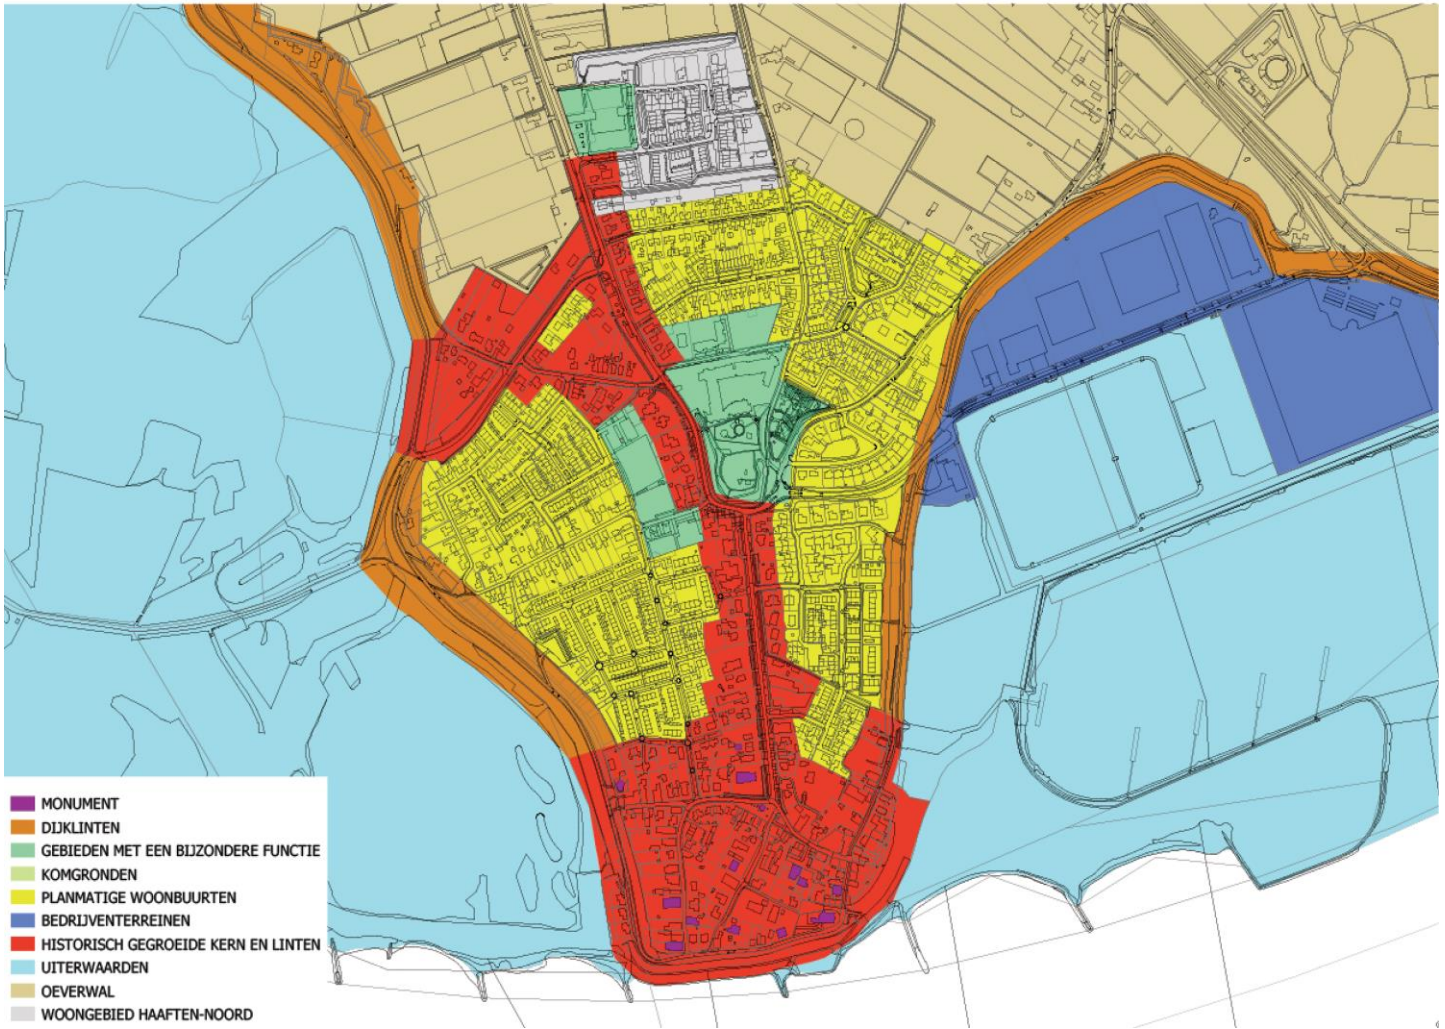 MONUMENT
DIJKLINTEN
GEBIEDEN MET EEN BIJZONDERE FUNCTIE
KOMGRONDEN
PLANMATIGE WOONBUURTEN
BEDRIJVENTERREINEN
HISTORISCH GEGROEIDE KERN EN LINTEN
UITERWAARDEN
OEVERWAL
WOONGEBIED HAAFTEN-NOORD